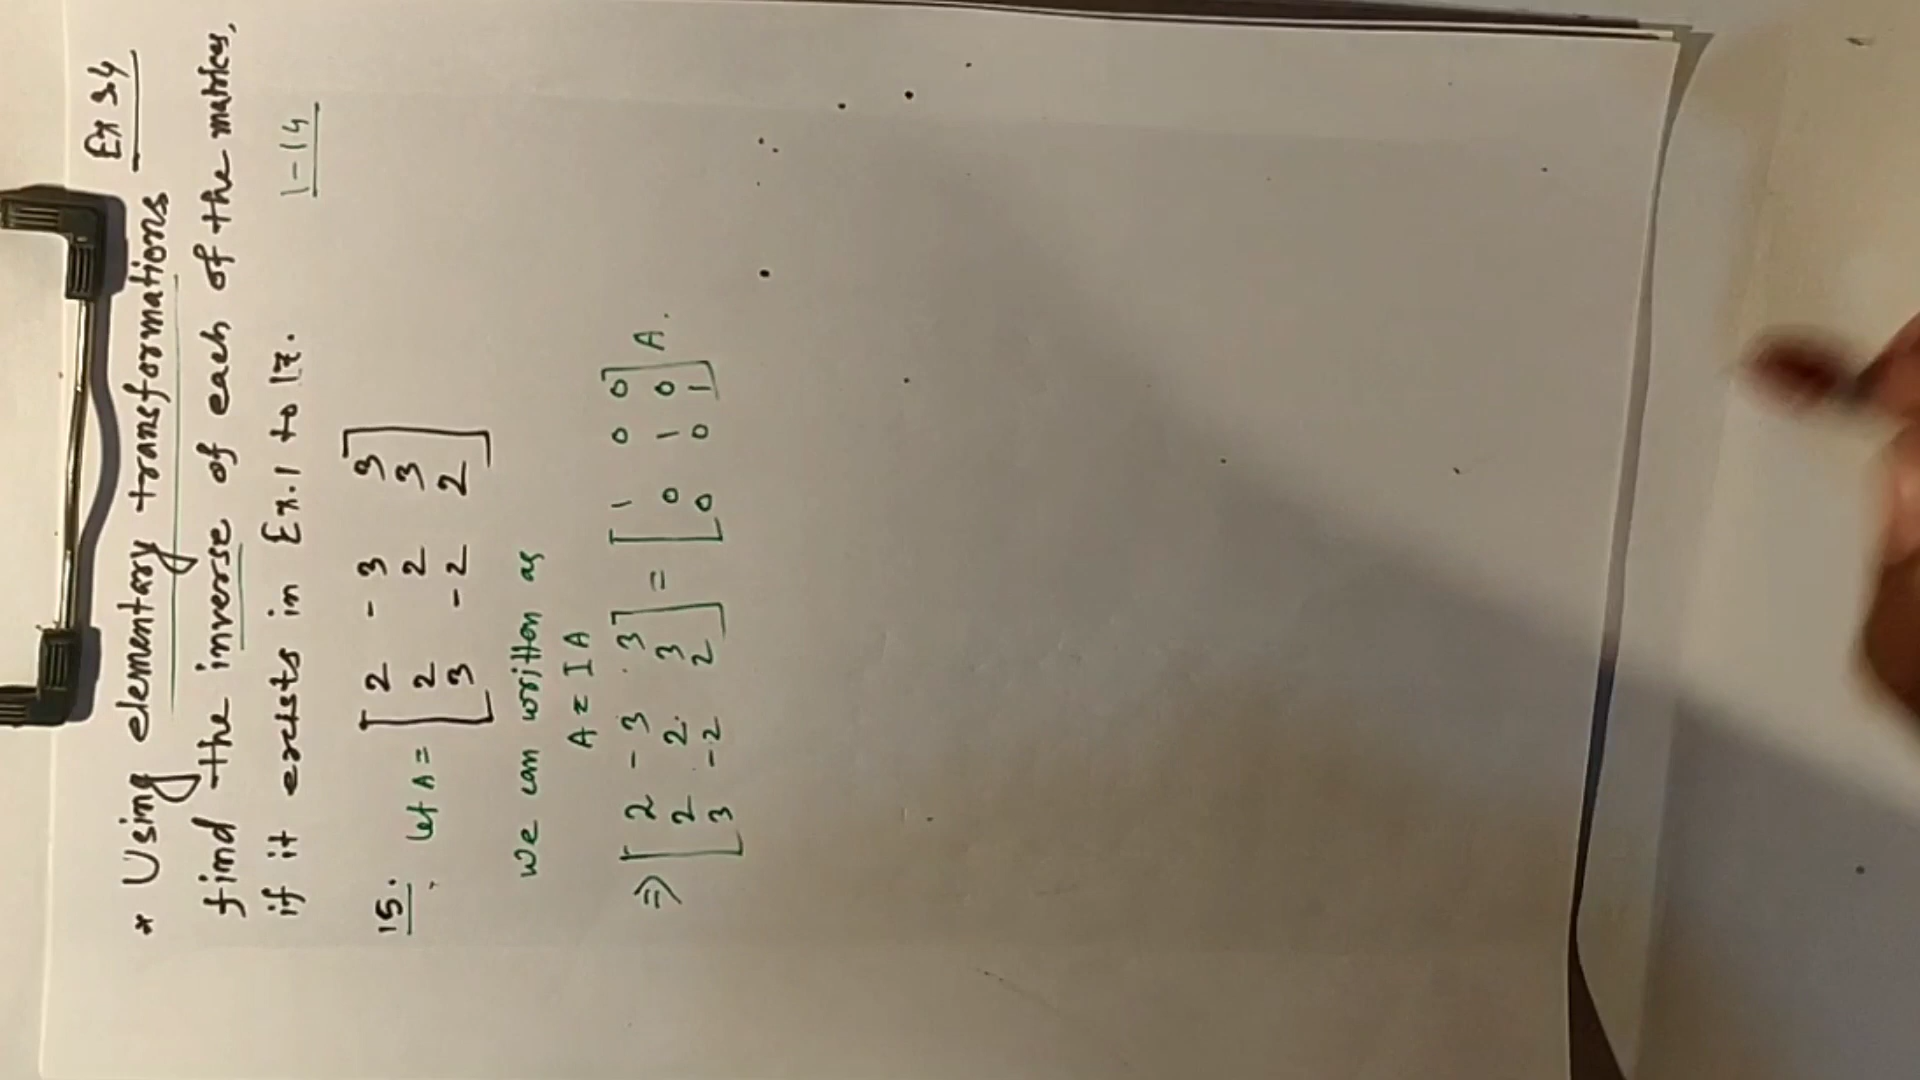 Ex 3.4
* Using elementary transformations
find the inverse of each of the matrices,
if it exists in Ex.1 to 17.
1-14
15. Let A = [ 2 -3 3
2 2 3
3 -2 2 ]
We can written as
A = I A
⇒ [ 2 -3 3 ] = [ 1 0 0 ] A.
2 2 3 0 1 0
3 -2 2 0 0 1